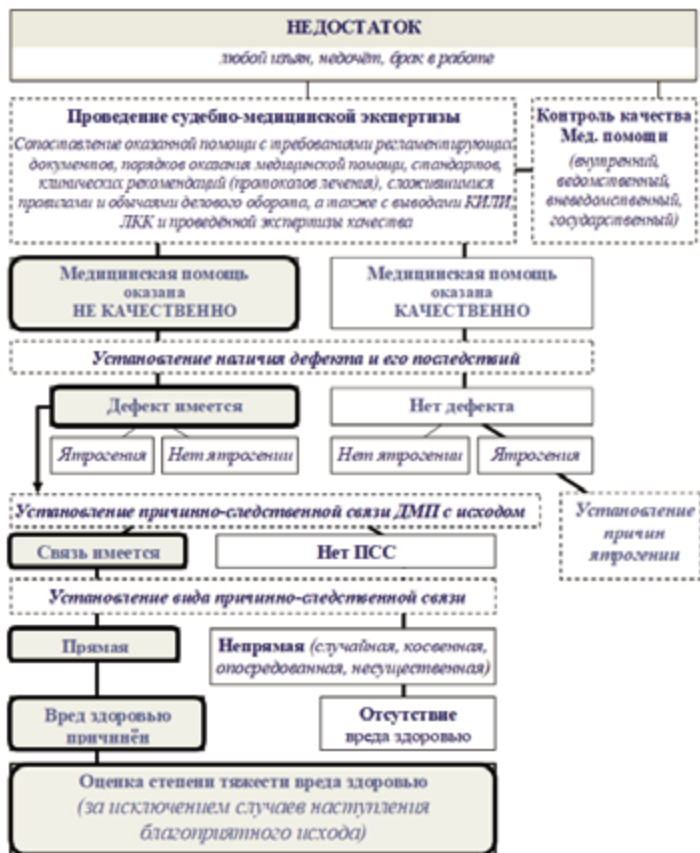 НЕДОСТАТОК
любой изъян, недочёт, брак в работе
Проведение судебно-медицинской экспертизы
Сопоставление оказанной помощи с требованиями регламентирующих
документов, порядков оказания медицинской помощи, стандартов,
клинических рекомендаций (протоколов лечения), сложившимися
правилами и обычаями делового оборота, а также с выводами КИЛИ,
ЛКК и проведённой экспертизы качества
Контроль качества
Мед. помощи
(внутренний,
ведомственный,
вневедомственный,
государственный)
Медицинская помощь
оказана
НЕ КАЧЕСТВЕННО
Медицинская помощь
оказана
КАЧЕСТВЕННО
Установление наличия дефекта и его последствий
Дефект имеется
Нет дефекта
Ятрогения
Нет ятрогении
Нет ятрогении
Ятрогения
Установление причинно-следственной связи ДМП с исходом
Установление
причин
ятрогении
Связь имеется
Нет ПСС
Установление вида причинно-следственной связи
Прямая
Непрямая (случайная, косвенная,
опосредованная, несущественная)
Вред здоровью
причинён
Отсутствие
вреда здоровью
Оценка степени тяжести вреда здоровью
(за исключением случаев наступления
благоприятного исхода)